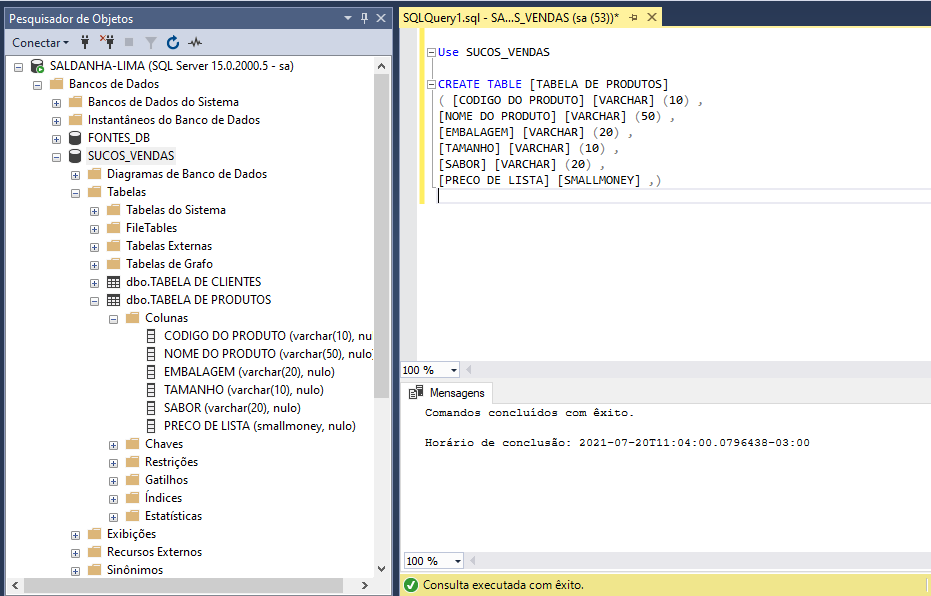 Pesquisador de Objetos
Conectar
SALDANHA-LIMA (SQL Server 15.0.2000.5 - sa)
Bancos de Dados
Bancos de Dados do Sistema
Instantâneos do Banco de Dados
FONTES_DB
SUCOS_VENDAS
Diagramas de Banco de Dados
Tabelas
Tabelas do Sistema
FileTables
Tabelas Externas
Tabelas de Grafo
dbo.TABELA DE CLIENTES
dbo.TABELA DE PRODUTOS
Colunas
CODIGO DO PRODUTO (varchar(10), nu
NOME DO PRODUTO (varchar(50), nulo
EMBALAGEM (varchar(20), nulo)
TAMANHO (varchar(10), nulo)
SABOR (varchar(20), nulo)
PRECO DE LISTA (smallmoney, nulo)
Chaves
Restrições
Gatilhos
Índices
Estatísticas
Exibições
Recursos Externos
Sinônimos
SQLQuery1.sql - SA...S_VENDAS (sa (53))*
Use SUCOS_VENDAS
CREATE TABLE [TABELA DE PRODUTOS]
( [CODIGO DO PRODUTO] [VARCHAR] (10) ,
[NOME DO PRODUTO] [VARCHAR] (50) ,
[EMBALAGEM] [VARCHAR] (20) ,
[TAMANHO] [VARCHAR] (10) ,
[SABOR] [VARCHAR] (20) ,
[PRECO DE LISTA] [SMALLMONEY] ,)
100 %
Mensagens
Comandos concluídos com êxito.
Horário de conclusão: 2021-07-20T11:04:00.0796438-03:00
100 %
Consulta executada com êxito.